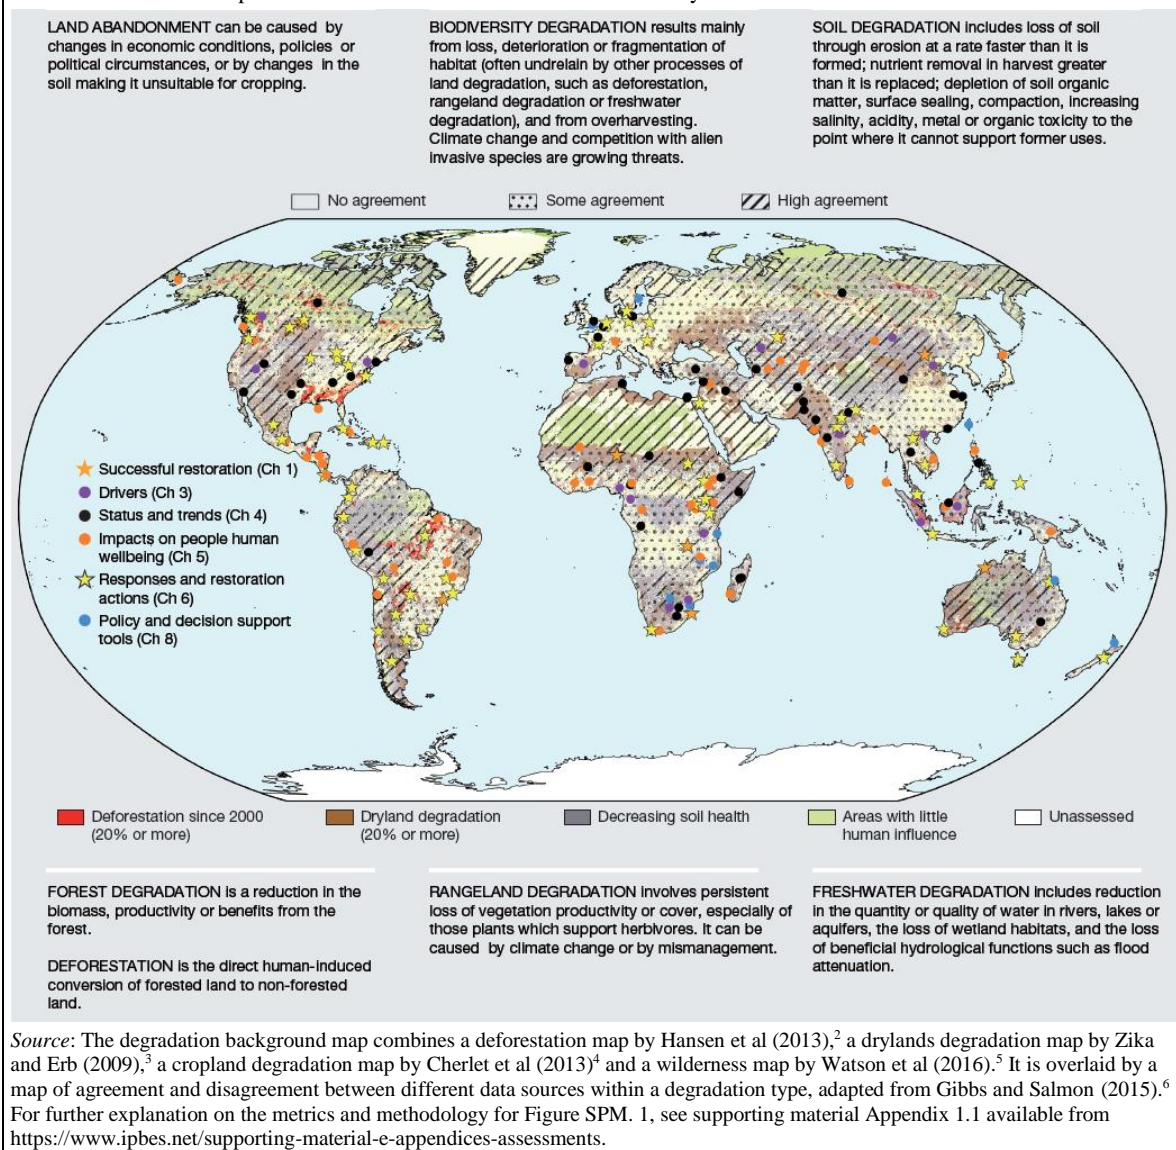 LAND ABANDONMENT can be caused by
changes in economic conditions, policies or
political circumstances, or by changes in the
soil making it unsuitable for cropping.
BIODIVERSITY DEGRADATION results mainly
from loss, deterioration or fragmentation of
habitat (often undrelain by other processes of
land degradation, such as deforestation,
rangeland degradation or freshwater
degradation), and from overharvesting.
Climate change and competition with alien
invasive species are growing threats.
SOIL DEGRADATION includes loss of soil
through erosion at a rate faster than it is
formed; nutrient removal in harvest greater
than it is replaced; depletion of soil organic
matter, surface sealing, compaction, increasing
salinity, acidity, metal or organic toxicity to the
point where it cannot support former uses.
No agreement
Some agreement
High agreement
Successful restoration (Ch 1)
Drivers (Ch 3)
Status and trends (Ch 4)
Impacts on people human
wellbeing (Ch 5)
Responses and restoration
actions (Ch 6)
Policy and decision support
tools (Ch 8)
Deforestation since 2000
(20% or more)
Dryland degradation
(20% or more)
Decreasing soil health
Areas with little
human influence
Unassessed
FOREST DEGRADATION is a reduction in the
biomass, productivity or benefits from the
forest.
DEFORESTATION is the direct human-induced
conversion of forested land to non-forested
land.
RANGELAND DEGRADATION involves persistent
loss of vegetation productivity or cover, especially of
those plants which support herbivores. It can be
caused by climate change or by mismanagement.
FRESHWATER DEGRADATION includes reduction
in the quantity or quality of water in rivers, lakes or
aquifers, the loss of wetland habitats, and the loss
of beneficial hydrological functions such as flood
attenuation.
Source: The degradation background map combines a deforestation map by Hansen et al (2013),2 a drylands degradation map by Zika
and Erb (2009),3 a cropland degradation map by Cherlet et al (2013)4 and a wilderness map by Watson et al (2016).5 It is overlaid by a
map of agreement and disagreement between different data sources within a degradation type, adapted from Gibbs and Salmon (2015).6
For further explanation on the metrics and methodology for Figure SPM. 1, see supporting material Appendix 1.1 available from
https://www.ipbes.net/supporting-material-e-appendices-assessments.